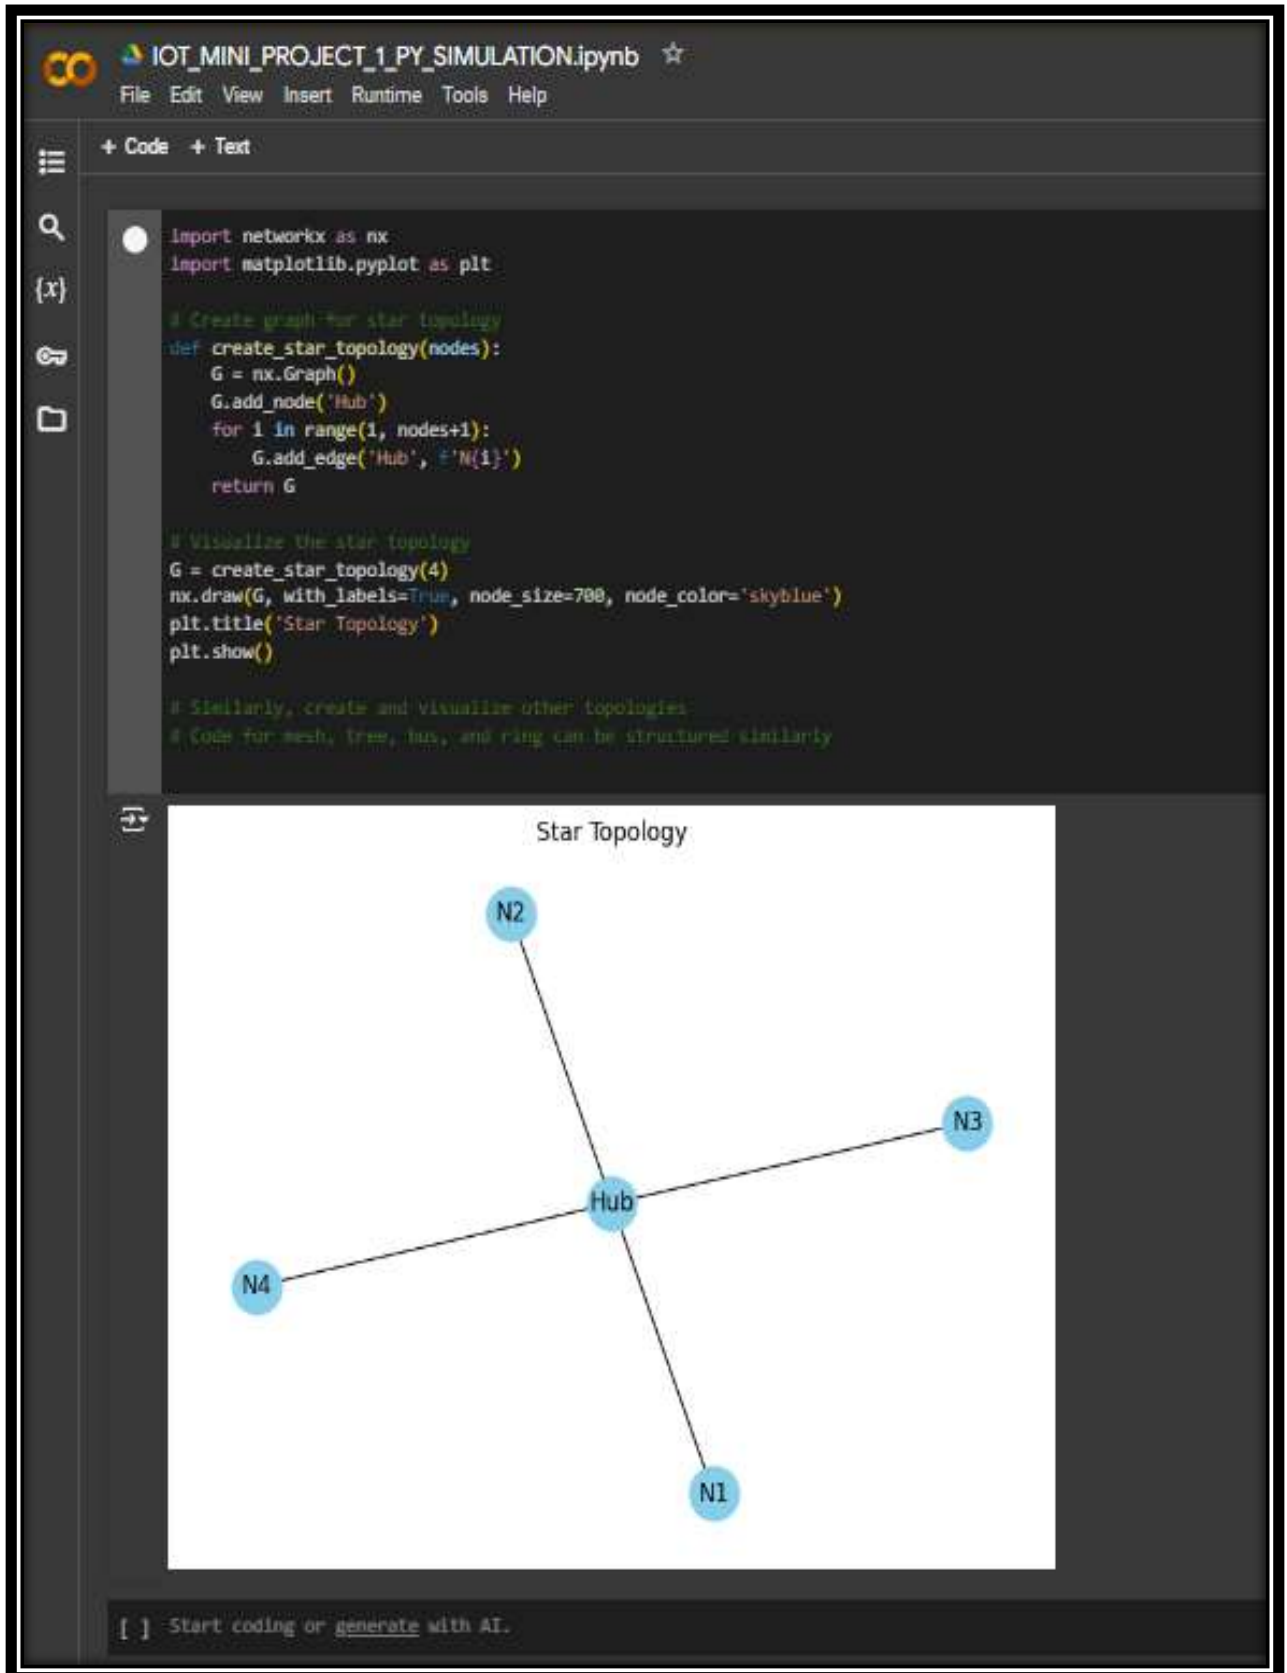 IOT_MINI_PROJECT_1_PY_SIMULATION.ipynb
File Edit View Insert Runtime Tools Help
+ Code + Text
{x}
import networkx as nx
import matplotlib.pyplot as plt
# Create graph for star topology
def create_star_topology(nodes):
    G = nx.Graph()
    G.add_node('Hub')
    for i in range(1, nodes+1):
        G.add_edge('Hub', f'N{i}')
    return G
# Visualize the star topology
G = create_star_topology(4)
nx.draw(G, with_labels=True, node_size=700, node_color='skyblue')
plt.title('Star Topology')
plt.show()
# Similarly, create and visualize other topologies
# Code for mesh, tree, bus, and ring can be structured similarly
Star Topology
N2
N3
Hub
N4
N1
[ ] Start coding or generate with AI.